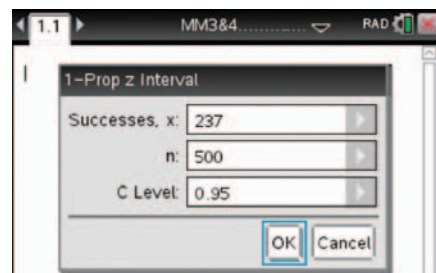 1.1 MM3&4............. RAD
1-Prop z Interval
Successes, x: 237
n: 500
C Level: 0.95
OK Cancel